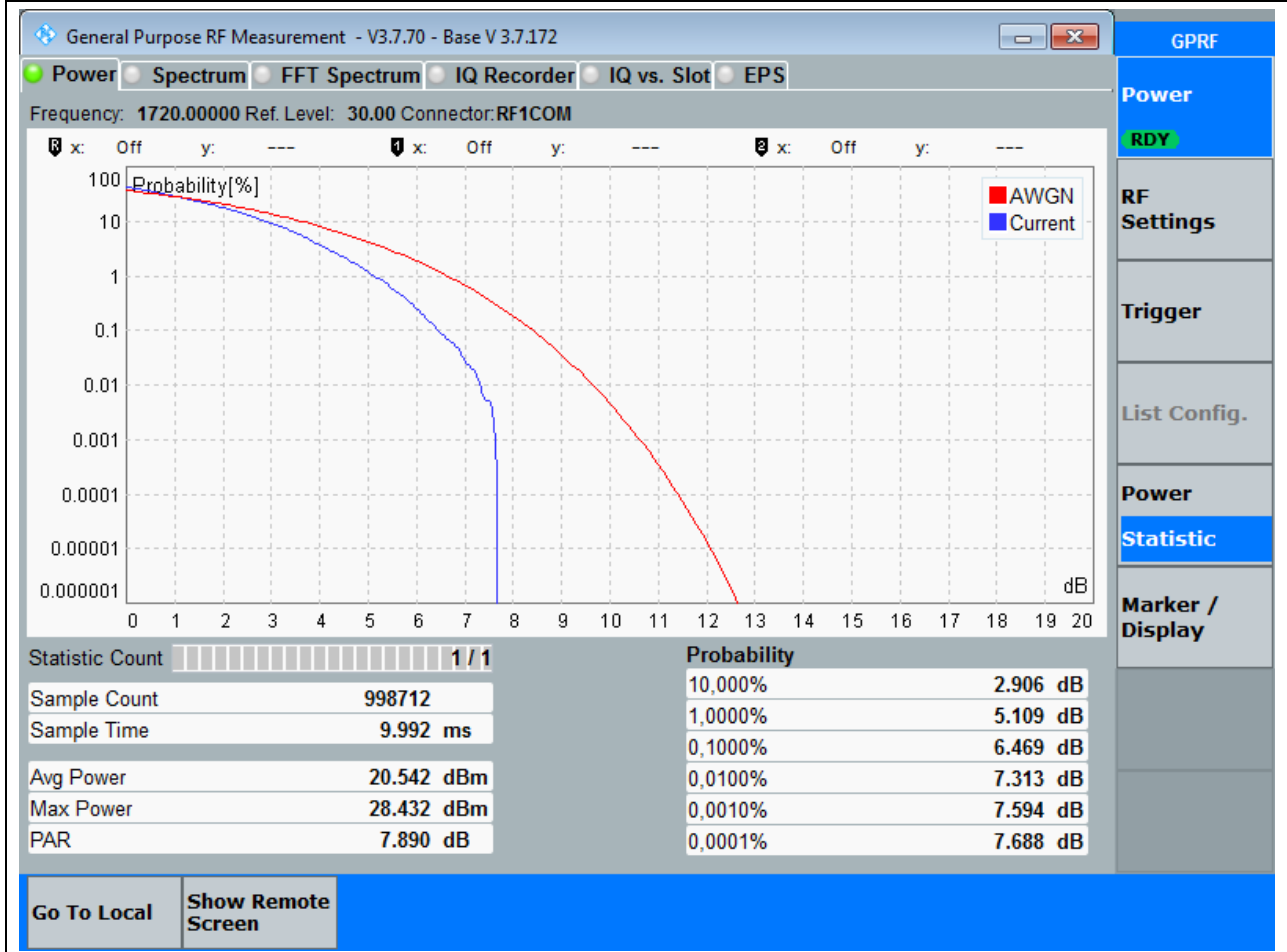 General Purpose RF Measurement - V3.7.70 - Base V 3.7.172
GPRF
Power Spectrum FFT Spectrum IQ Recorder IQ vs. Slot EPS
Frequency: 1720.00000 Ref. Level: 30.00 Connector: RF1COM
R x: Off y: --- 1 x: Off y: --- 2 x: Off y: ---
Probability[%]
AWGN
Current
100
10
1
0.1
0.01
0.001
0.0001
0.00001
0.000001
dB
0 1 2 3 4 5 6 7 8 9 10 11 12 13 14 15 16 17 18 19 20
Statistic Count 1 / 1
Sample Count 998712
Sample Time 9.992 ms
Avg Power 20.542 dBm
Max Power 28.432 dBm
PAR 7.890 dB
Probability
10,000% 2.906 dB
1,0000% 5.109 dB
0,1000% 6.469 dB
0,0100% 7.313 dB
0,0010% 7.594 dB
0,0001% 7.688 dB
Power
RDY
RF
Settings
Trigger
List Config.
Power
Statistic
Marker /
Display
Go To Local
Show Remote
Screen